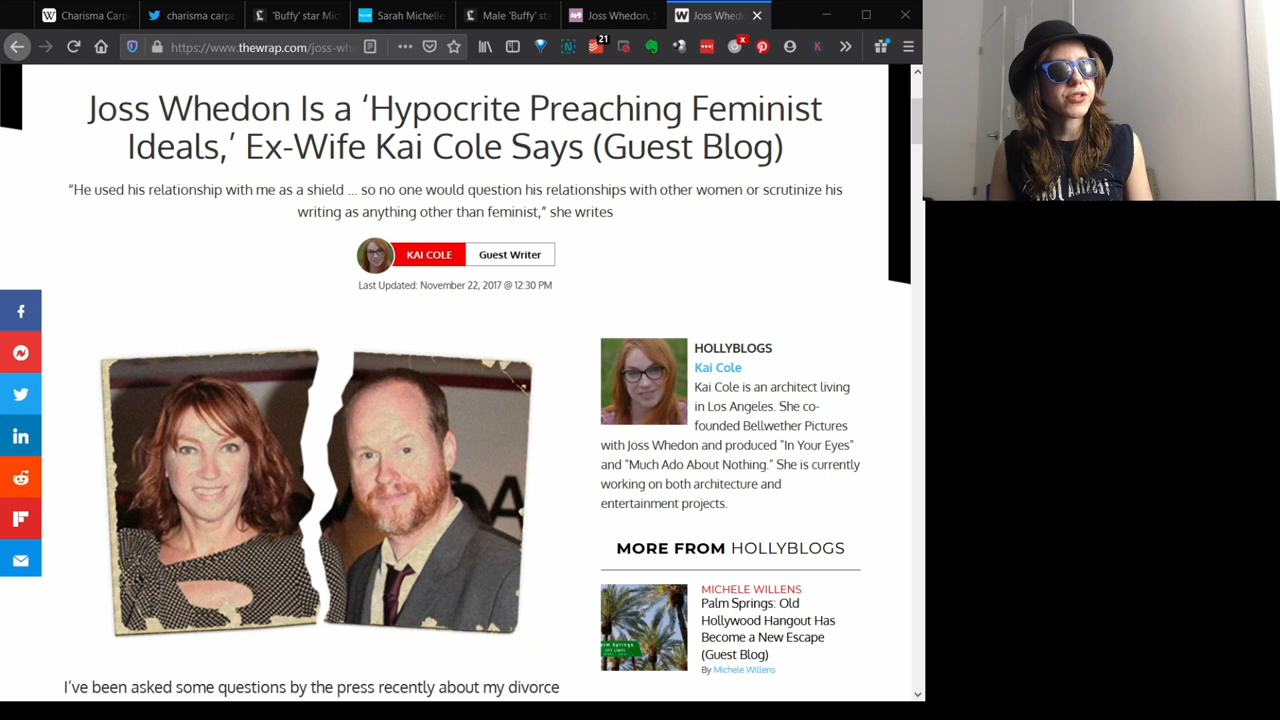 Charisma Carp
charisma carpe
'Buffy' star Mic
Sarah Michelle
Male 'Buffy' sta
Joss Whedon, S
Joss Whedo
https://www.thewrap.com/joss-wh
21
Joss Whedon Is a ‘Hypocrite Preaching Feminist
Ideals,’ Ex-Wife Kai Cole Says (Guest Blog)
“He used his relationship with me as a shield … so no one would question his relationships with other women or scrutinize his
writing as anything other than feminist,” she writes
KAI COLE Guest Writer
Last Updated: November 22, 2017 @ 12:30 PM
HOLLYBLOGS
Kai Cole
Kai Cole is an architect living
in Los Angeles. She co-
founded Bellwether Pictures
with Joss Whedon and produced "In Your Eyes"
and "Much Ado About Nothing." She is currently
working on both architecture and
entertainment projects.
MORE FROM HOLLYBLOGS
MICHELE WILLENS
Palm Springs: Old
Hollywood Hangout Has
Become a New Escape
(Guest Blog)
By Michele Willens
I’ve been asked some questions by the press recently about my divorce